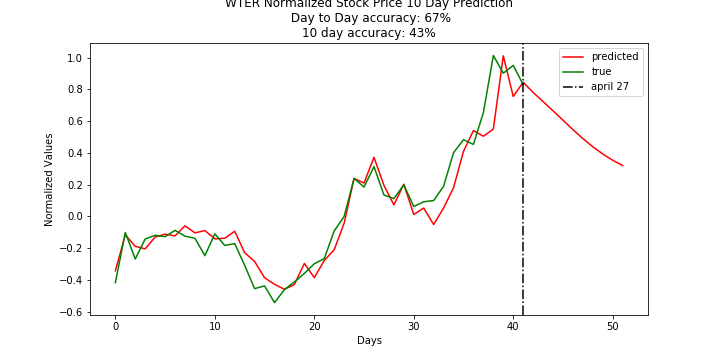 WTER Normalized Stock Price 10 Day Prediction
Day to Day accuracy: 67%
10 day accuracy: 43%
predicted
true
april 27
Normalized Values
1.0
0.8
0.6
0.4
0.2
0.0
−0.2
−0.4
−0.6
0
10
20
30
40
50
Days